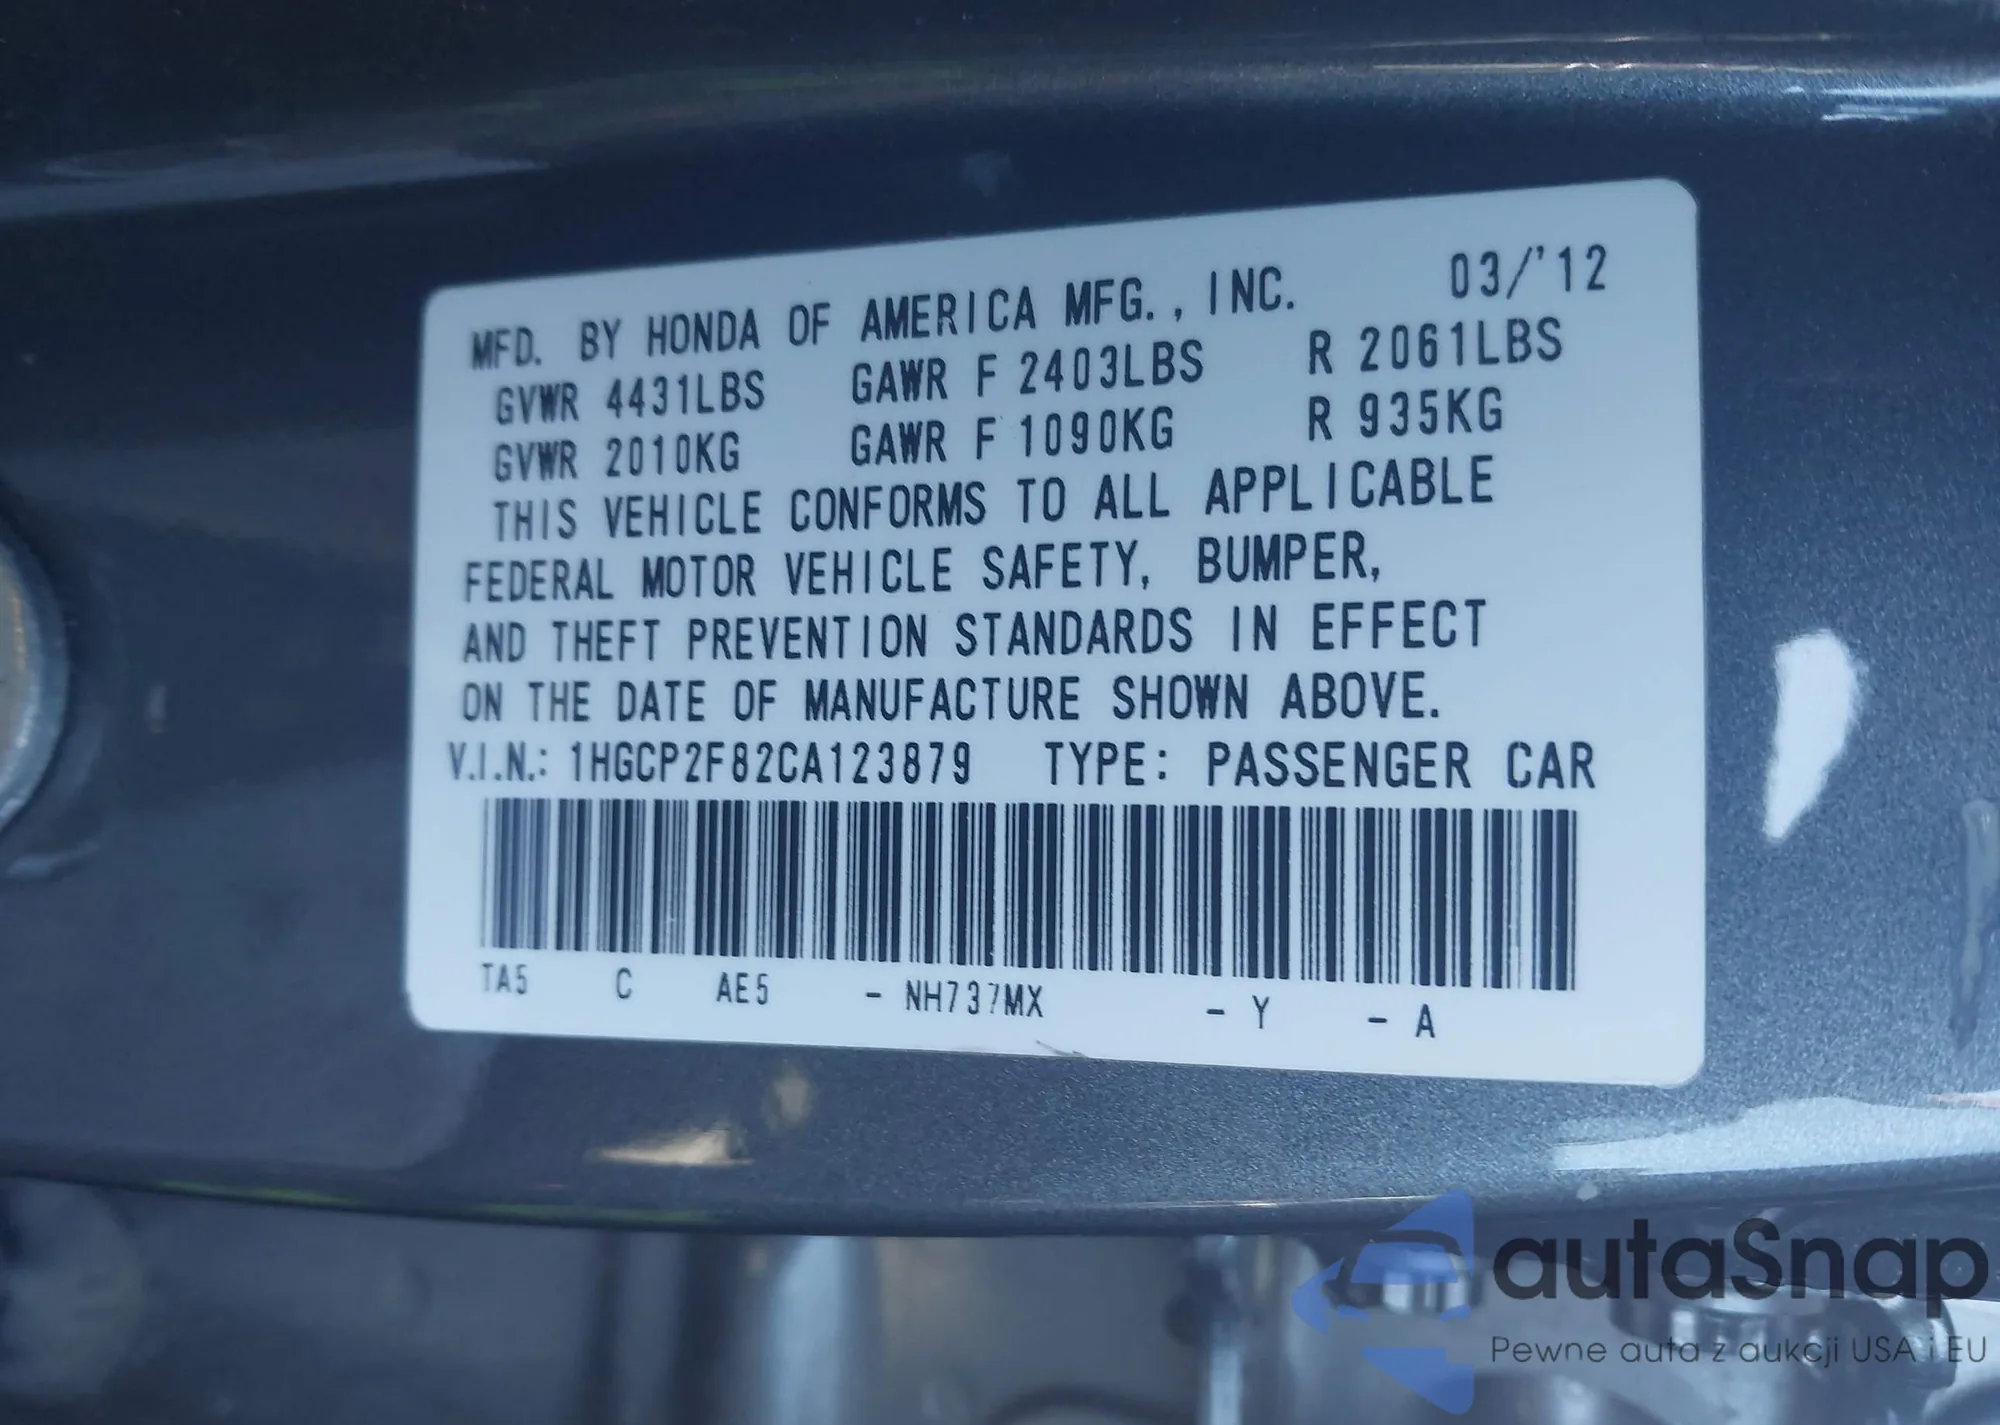 MFD. BY HONDA OF AMERICA MFG., INC. 03/'12
GVWR 4431LBS GAWR F 2403LBS R 2061LBS
GVWR 2010KG GAWR F 1090KG R 935KG
THIS VEHICLE CONFORMS TO ALL APPLICABLE
FEDERAL MOTOR VEHICLE SAFETY, BUMPER,
AND THEFT PREVENTION STANDARDS IN EFFECT
ON THE DATE OF MANUFACTURE SHOWN ABOVE.
V.I.N.: 1HGCP2F82CA123879 TYPE: PASSENGER CAR
TA5 C AE5 - NH737MX - Y - A
autaSnap
Pewne auta z aukcji USA i EU